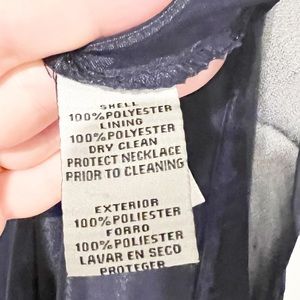 SHELL
100%POLYESTER
LINING
100%POLYESTER
DRY CLEAN
PROTECT NECKLACE
PRIOR TO CLEANING
EXTERIOR
100%POLIESTER
FORRO
100%POLIESTER
LAVAR EN SECO
PROTEGER